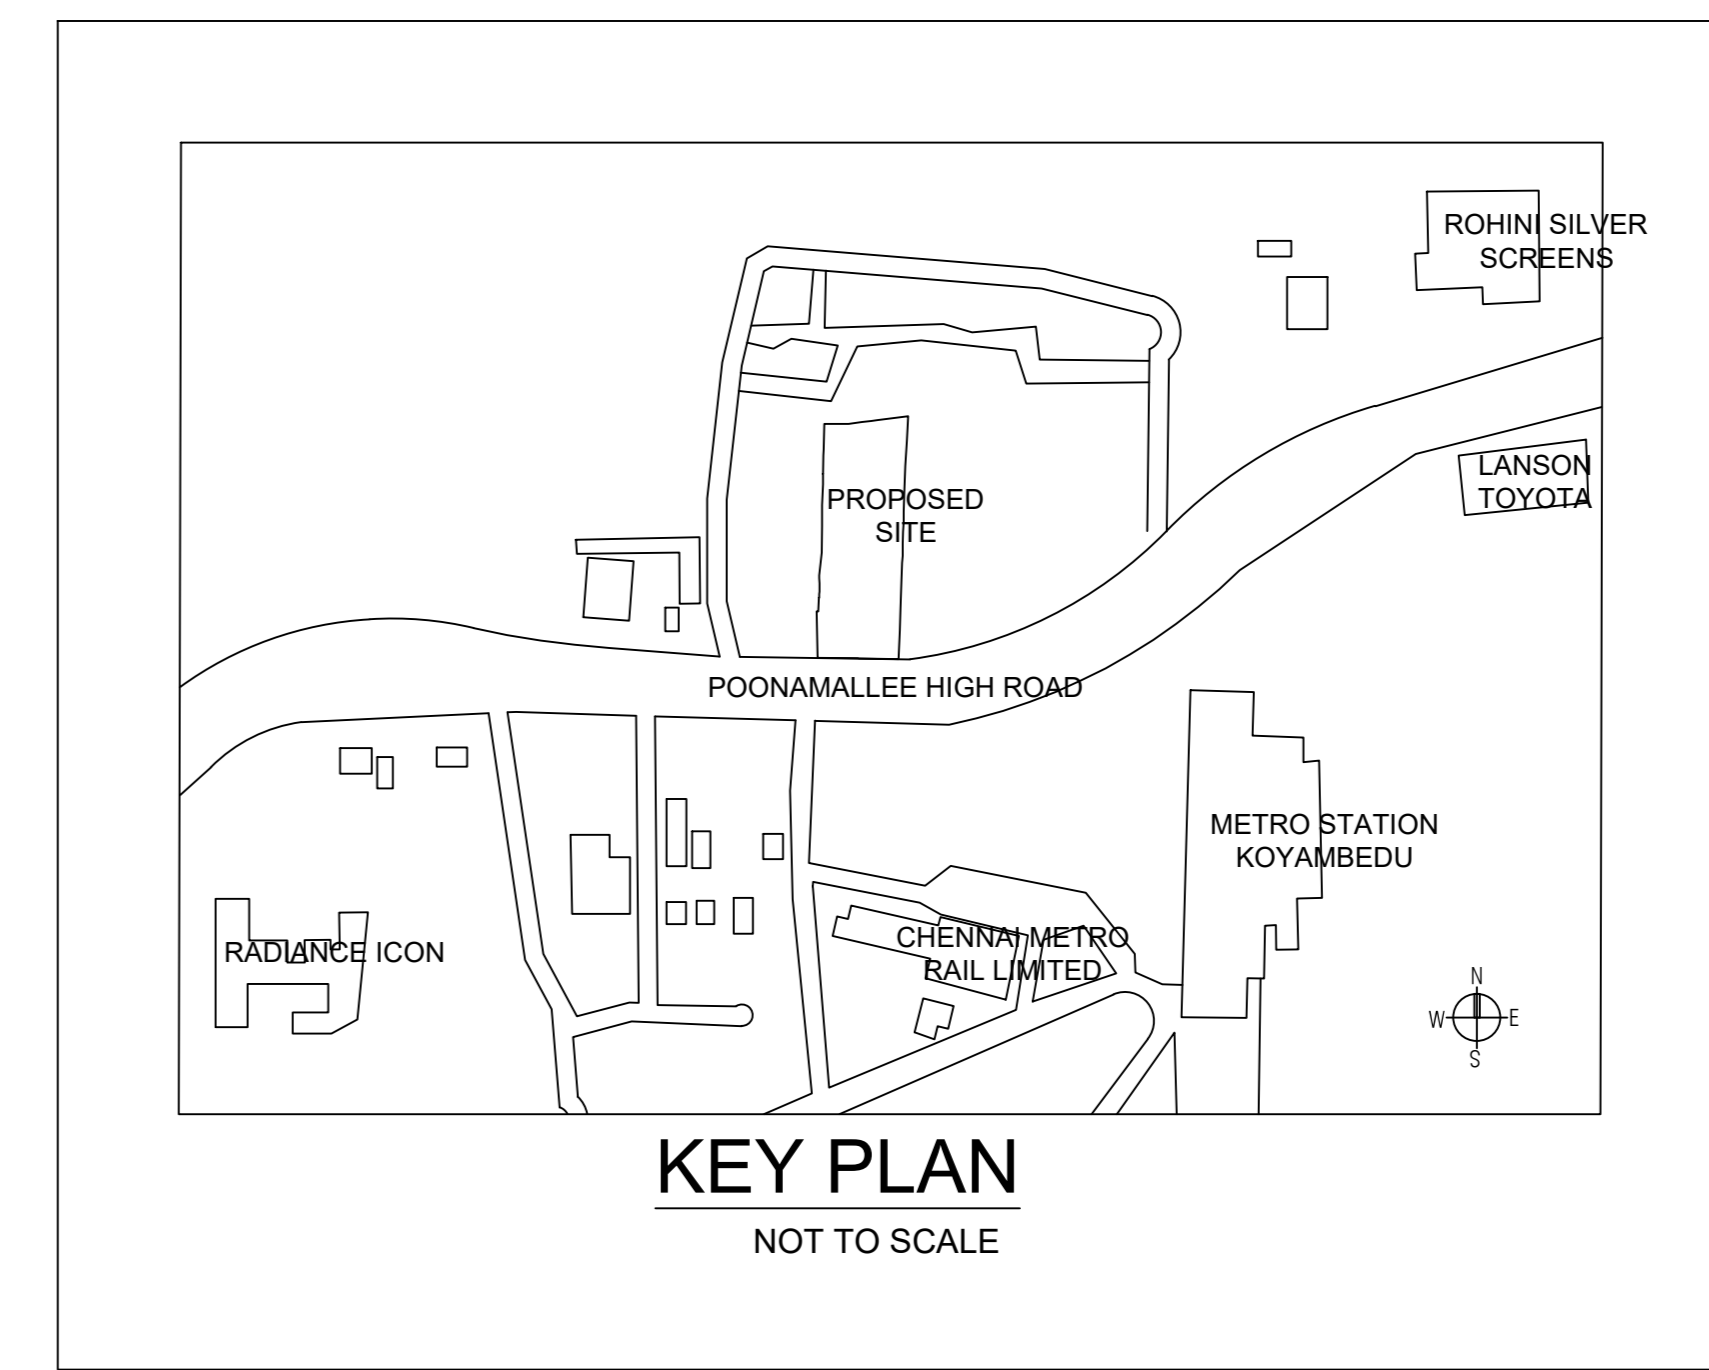 ROHINI SILVER
SCREENS
LANSON
TOYOTA
PROPOSED
SITE
POONAMALLEE HIGH ROAD
METRO STATION
KOYAMBEDU
RADIANCE ICON
CHENNAI METRO
RAIL LIMITED
N
W E
S
KEY PLAN
NOT TO SCALE